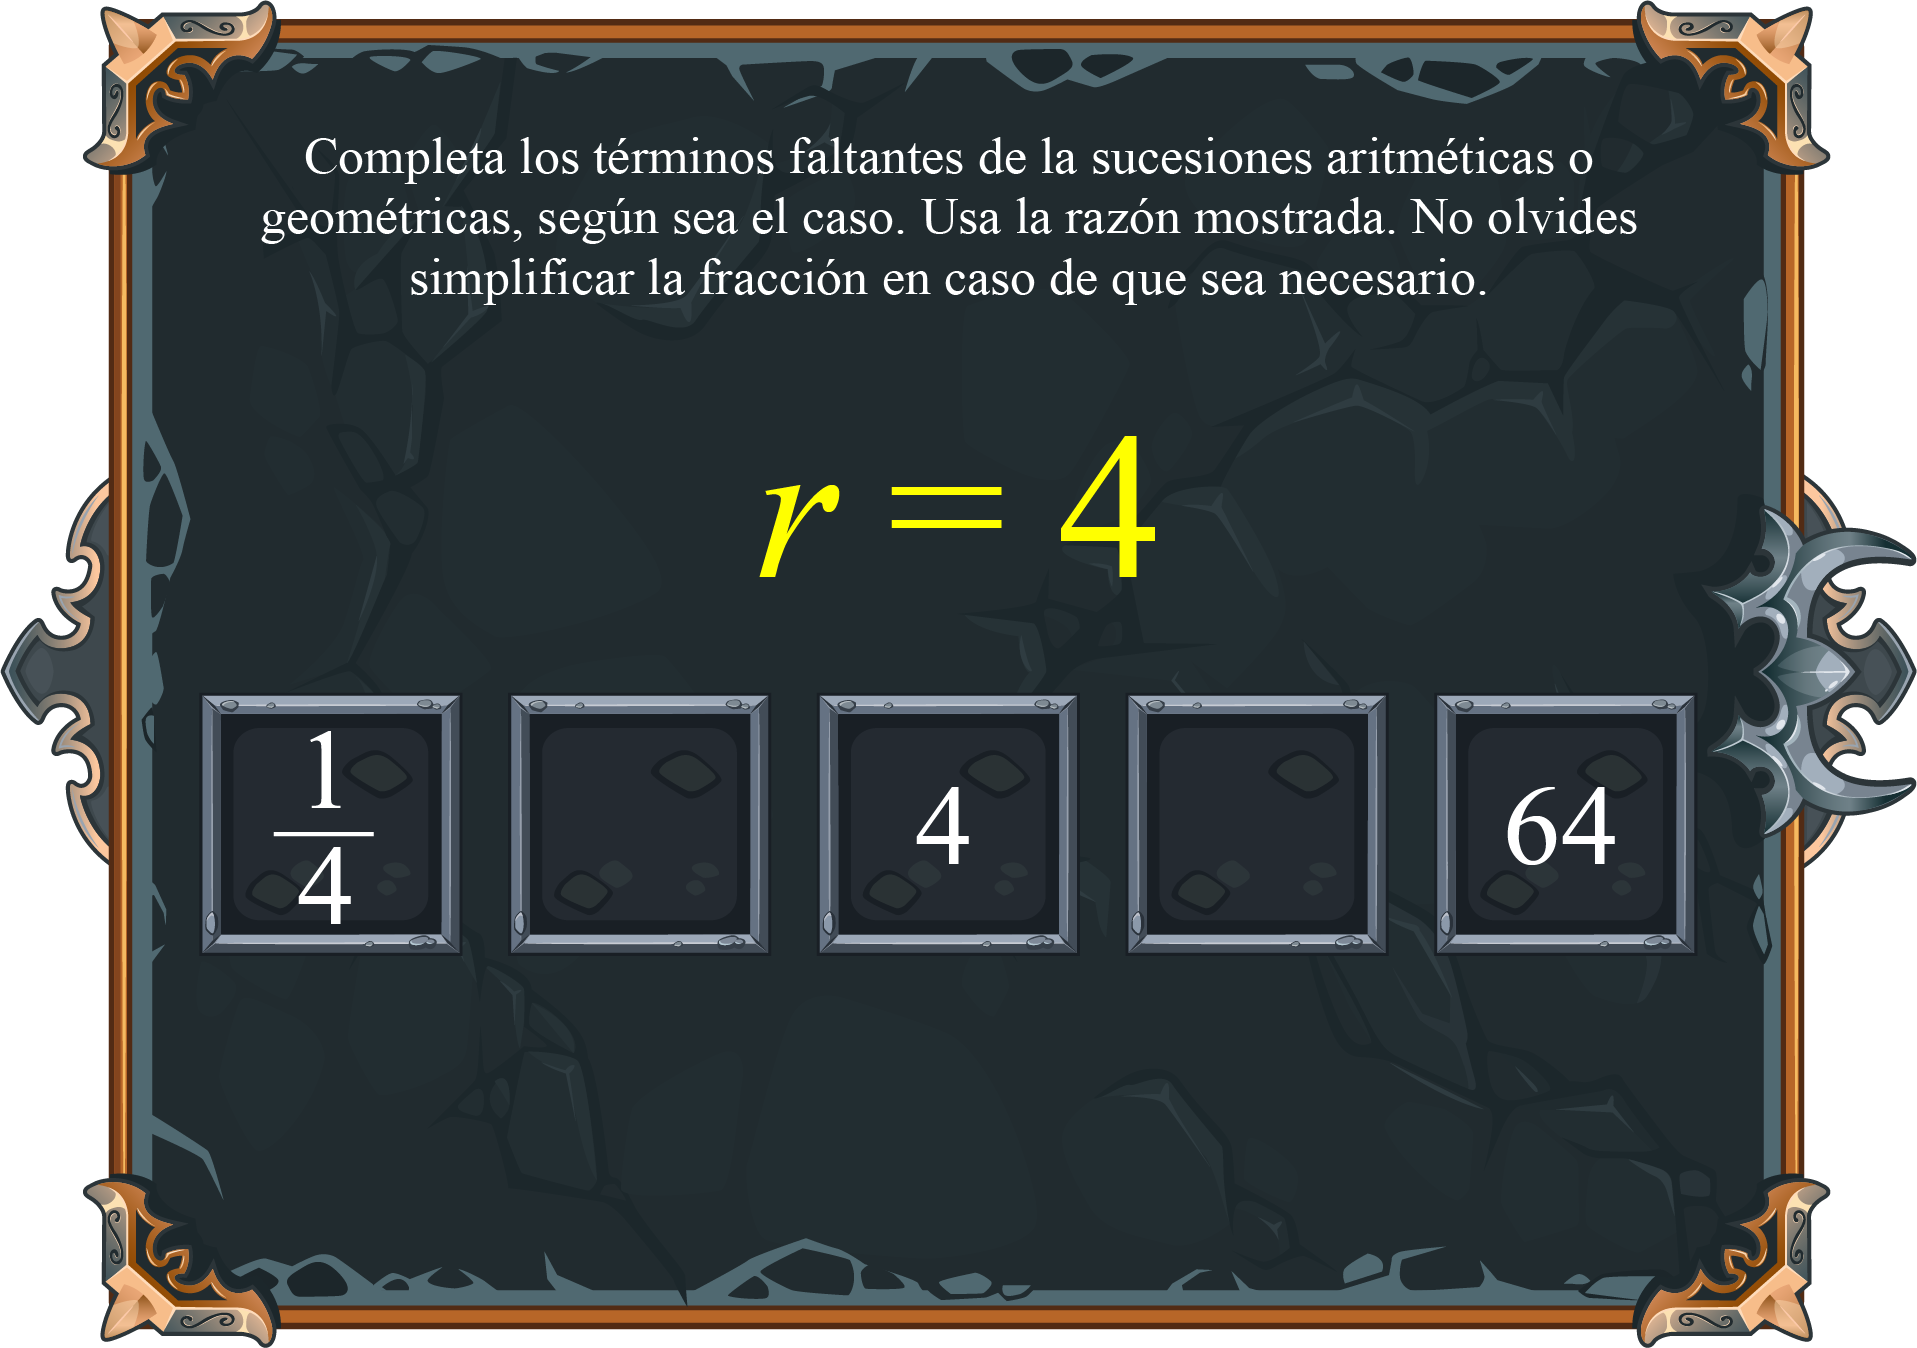 Completa los términos faltantes de la sucesiones aritméticas o
geométricas, según sea el caso. Usa la razón mostrada. No olvides
simplificar la fracción en caso de que sea necesario.
r = 4
1/4 4 64